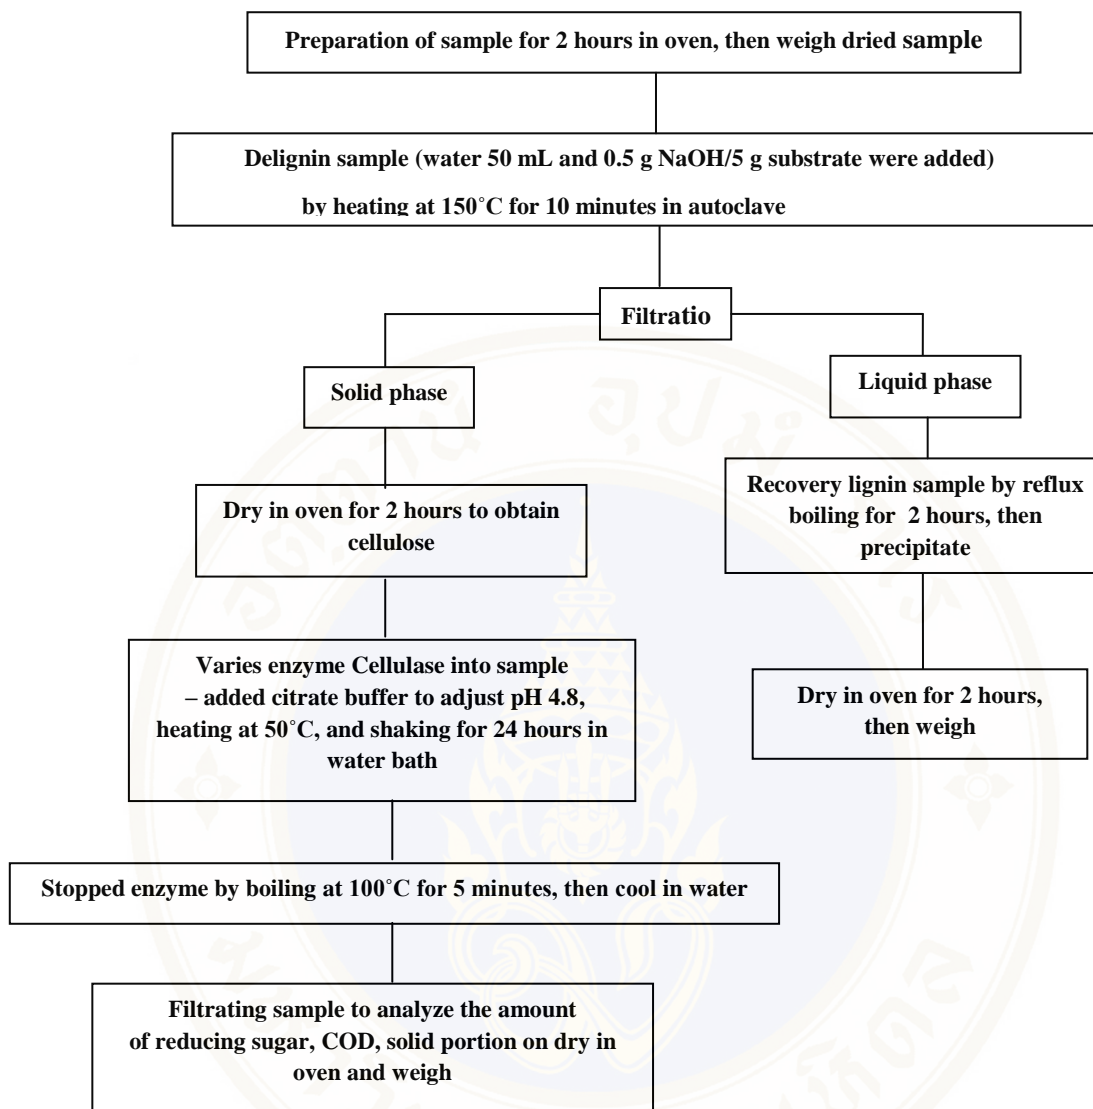 Preparation of sample for 2 hours in oven, then weigh dried sample
Delignin sample (water 50 mL and 0.5 g NaOH/5 g substrate were added)
by heating at 150˚C for 10 minutes in autoclave
Filtratio
Solid phase
Liquid phase
Dry in oven for 2 hours to obtain
cellulose
Recovery lignin sample by reflux
boiling for 2 hours, then
precipitate
Varies enzyme Cellulase into sample
– added citrate buffer to adjust pH 4.8,
heating at 50˚C, and shaking for 24 hours in
water bath
Dry in oven for 2 hours,
then weigh
Stopped enzyme by boiling at 100˚C for 5 minutes, then cool in water
Filtrating sample to analyze the amount
of reducing sugar, COD, solid portion on dry in
oven and weigh